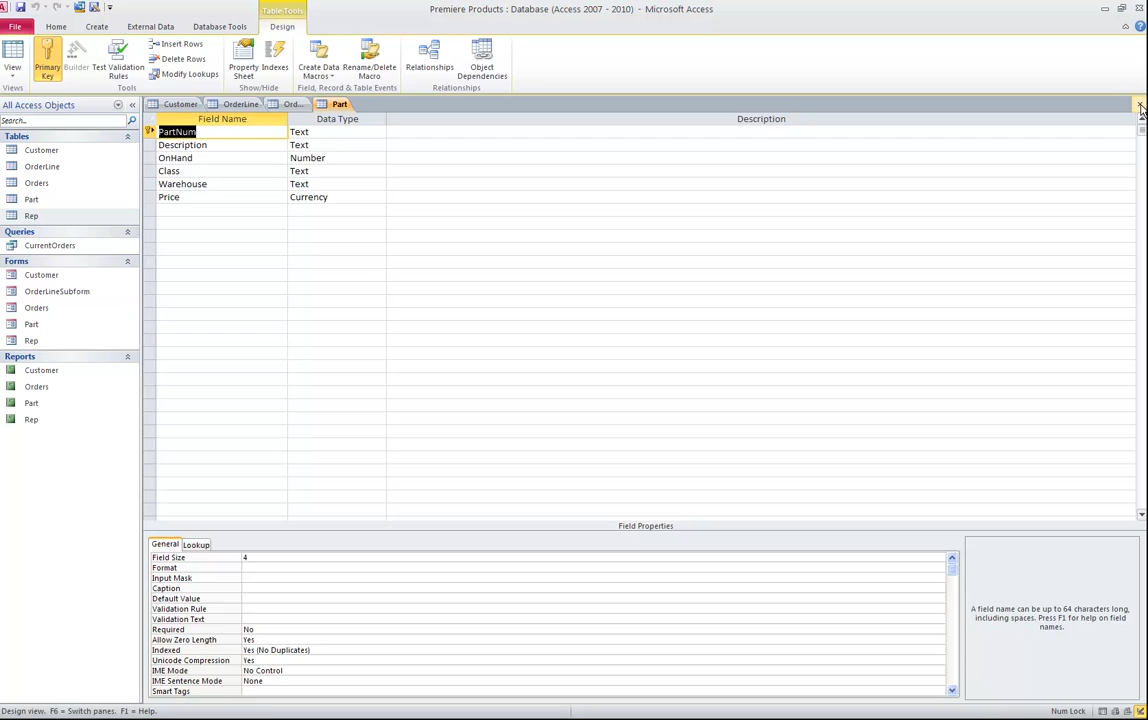 Table Tools
Premiere Products : Database (Access 2007 - 2010) - Microsoft Access
File Home Create External Data Database Tools Design
View
Primary Key
Builder
Test Validation Rules
Insert Rows
Delete Rows
Modify Lookups
Property Sheet
Indexes
Create Data Macros
Rename/Delete Macro
Relationships
Object Dependencies
Views Tools Show/Hide Field, Record & Table Events Relationships
All Access Objects
Search...
Tables
Customer
OrderLine
Orders
Part
Rep
Queries
CurrentOrders
Forms
Customer
OrderLineSubform
Orders
Part
Rep
Reports
Customer
Orders
Part
Rep
Customer OrderLine Ord... Part
Field Name Data Type Description
PartNum Text
Description Text
OnHand Number
Class Text
Warehouse Text
Price Currency
Field Properties
General Lookup
Field Size 4
Format
Input Mask
Caption
Default Value
Validation Rule
Validation Text
Required No
Allow Zero Length Yes
Indexed Yes (No Duplicates)
Unicode Compression Yes
IME Mode No Control
IME Sentence Mode None
Smart Tags
A field name can be up to 64 characters long,
including spaces. Press F1 for help on field
names.
Design view. F6 = Switch panes. F1 = Help.
Num Lock